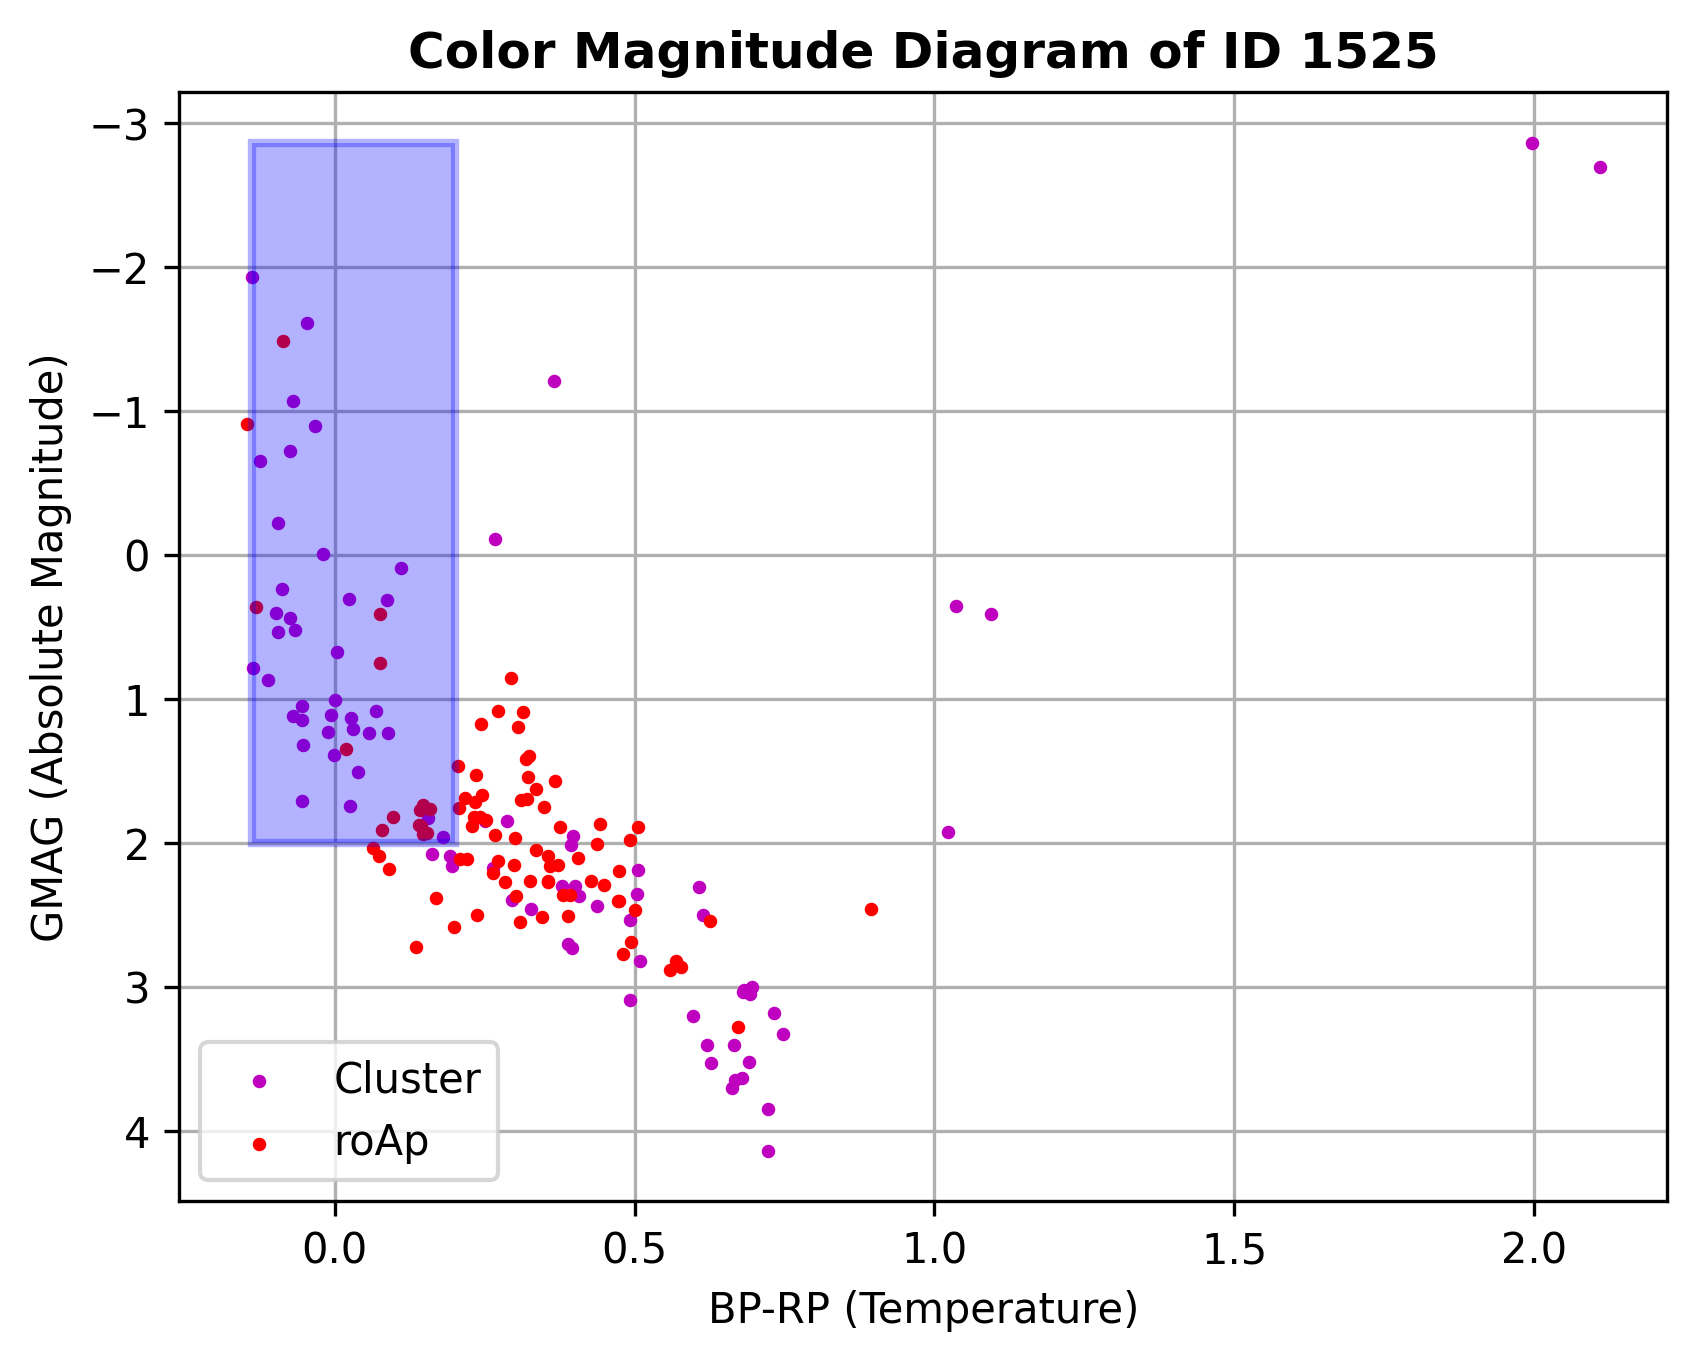 Color Magnitude Diagram of ID 1525
GMAG (Absolute Magnitude)
−3
−2
−1
0
1
2
3
4
Cluster
roAp
0.0 0.5 1.0 1.5 2.0
BP-RP (Temperature)